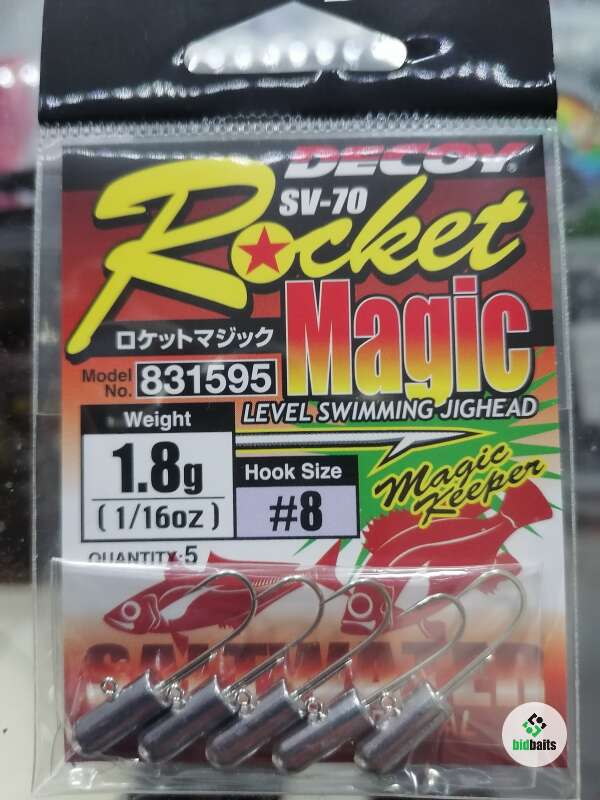 DECOY®
SV-70
Rocket
Magic
ロケットマジック
Model No. 831595
LEVEL SWIMMING JIGHEAD
Weight
1.8g
(1/16oz)
Hook Size
#8
Magic
Keeper
QUANTITY:5
SALTWATER
bidbaits